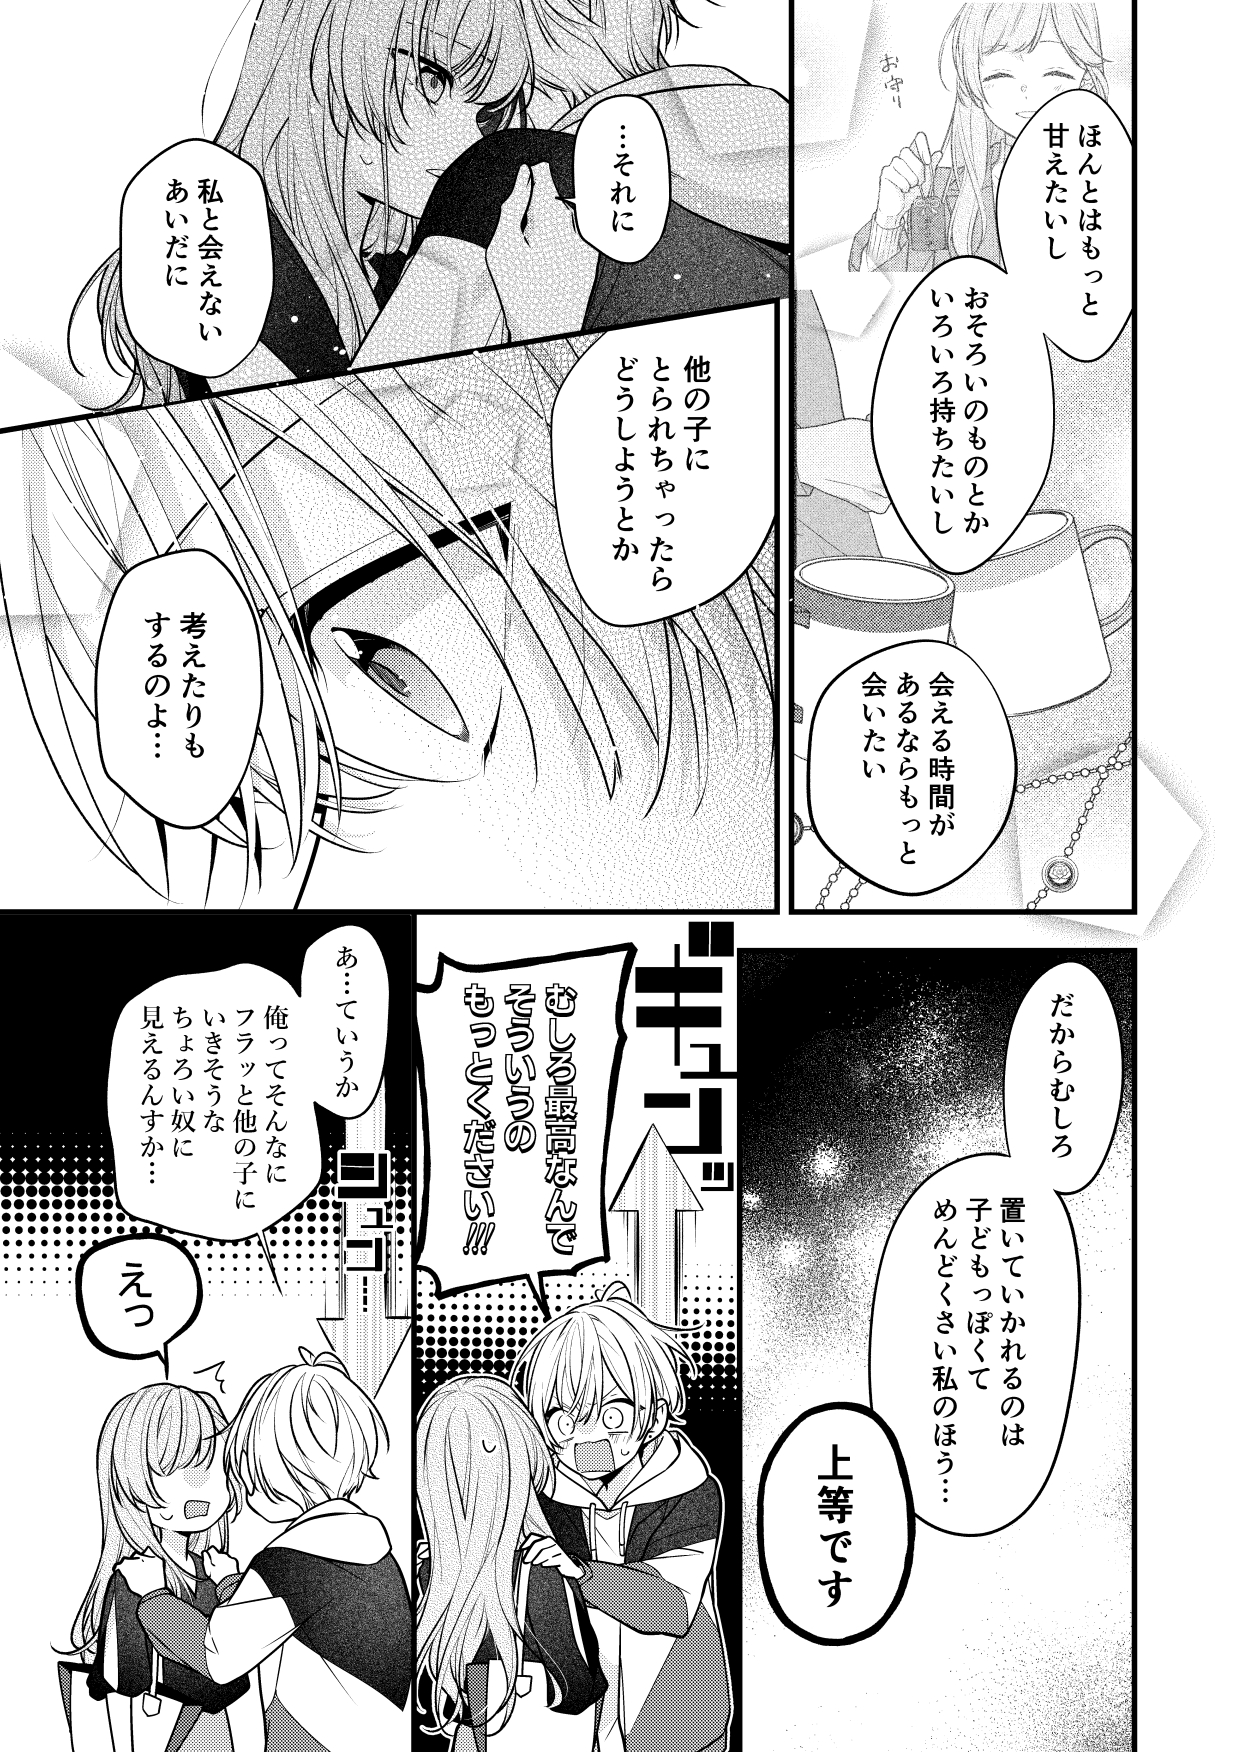 お守り
ほんとはもっと
甘えたいし
おそろいのものとか
いろいろ持ちたいし
会える時間が
あるならもっと
会いたい
…それに
私と会えない
あいだに
他の子に
とられちゃったら
どうしようとか
考えたりも
するのよ…
だからむしろ
置いていかれるのは
子どもっぽくて
めんどくさい私のほう…
上等です
ギュンッ
むしろ最高なんで
そういうの
もっとください!!!
あ…ていうか
俺ってそんなに
フラッと他の子に
いきそうな
ちょろい奴に
見えるんすか…
シュン……
えっ